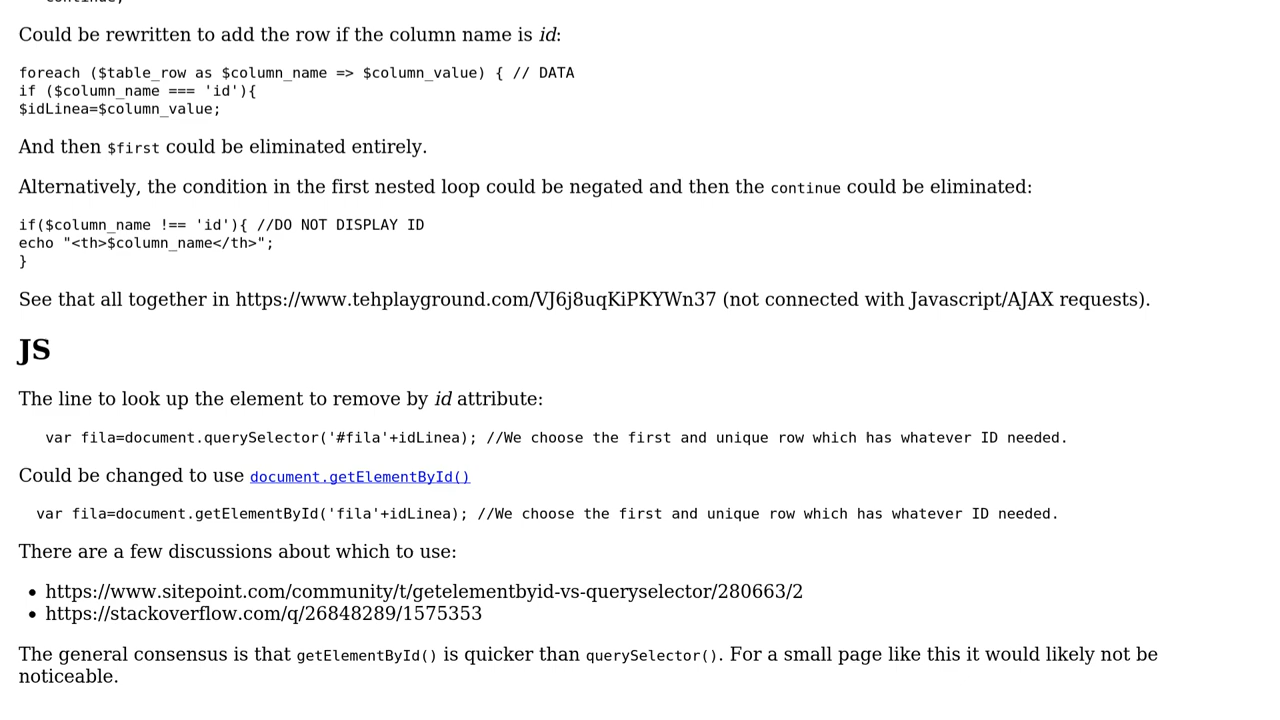 continue;
Could be rewritten to add the row if the column name is id:
foreach ($table_row as $column_name => $column_value) { // DATA
if ($column_name === 'id'){
$idLinea=$column_value;
And then $first could be eliminated entirely.
Alternatively, the condition in the first nested loop could be negated and then the continue could be eliminated:
if($column_name !== 'id'){ //DO NOT DISPLAY ID
echo "<th>$column_name</th>";
}
See that all together in https://www.tehplayground.com/VJ6j8uqKiPKYWn37 (not connected with Javascript/AJAX requests).
JS
The line to look up the element to remove by id attribute:
var fila=document.querySelector('#fila'+idLinea); //We choose the first and unique row which has whatever ID needed.
Could be changed to use document.getElementById()
var fila=document.getElementById('fila'+idLinea); //We choose the first and unique row which has whatever ID needed.
There are a few discussions about which to use:
• https://www.sitepoint.com/community/t/getelementbyid-vs-queryselector/280663/2
• https://stackoverflow.com/q/26848289/1575353
The general consensus is that getElementById() is quicker than querySelector(). For a small page like this it would likely not be
noticeable.